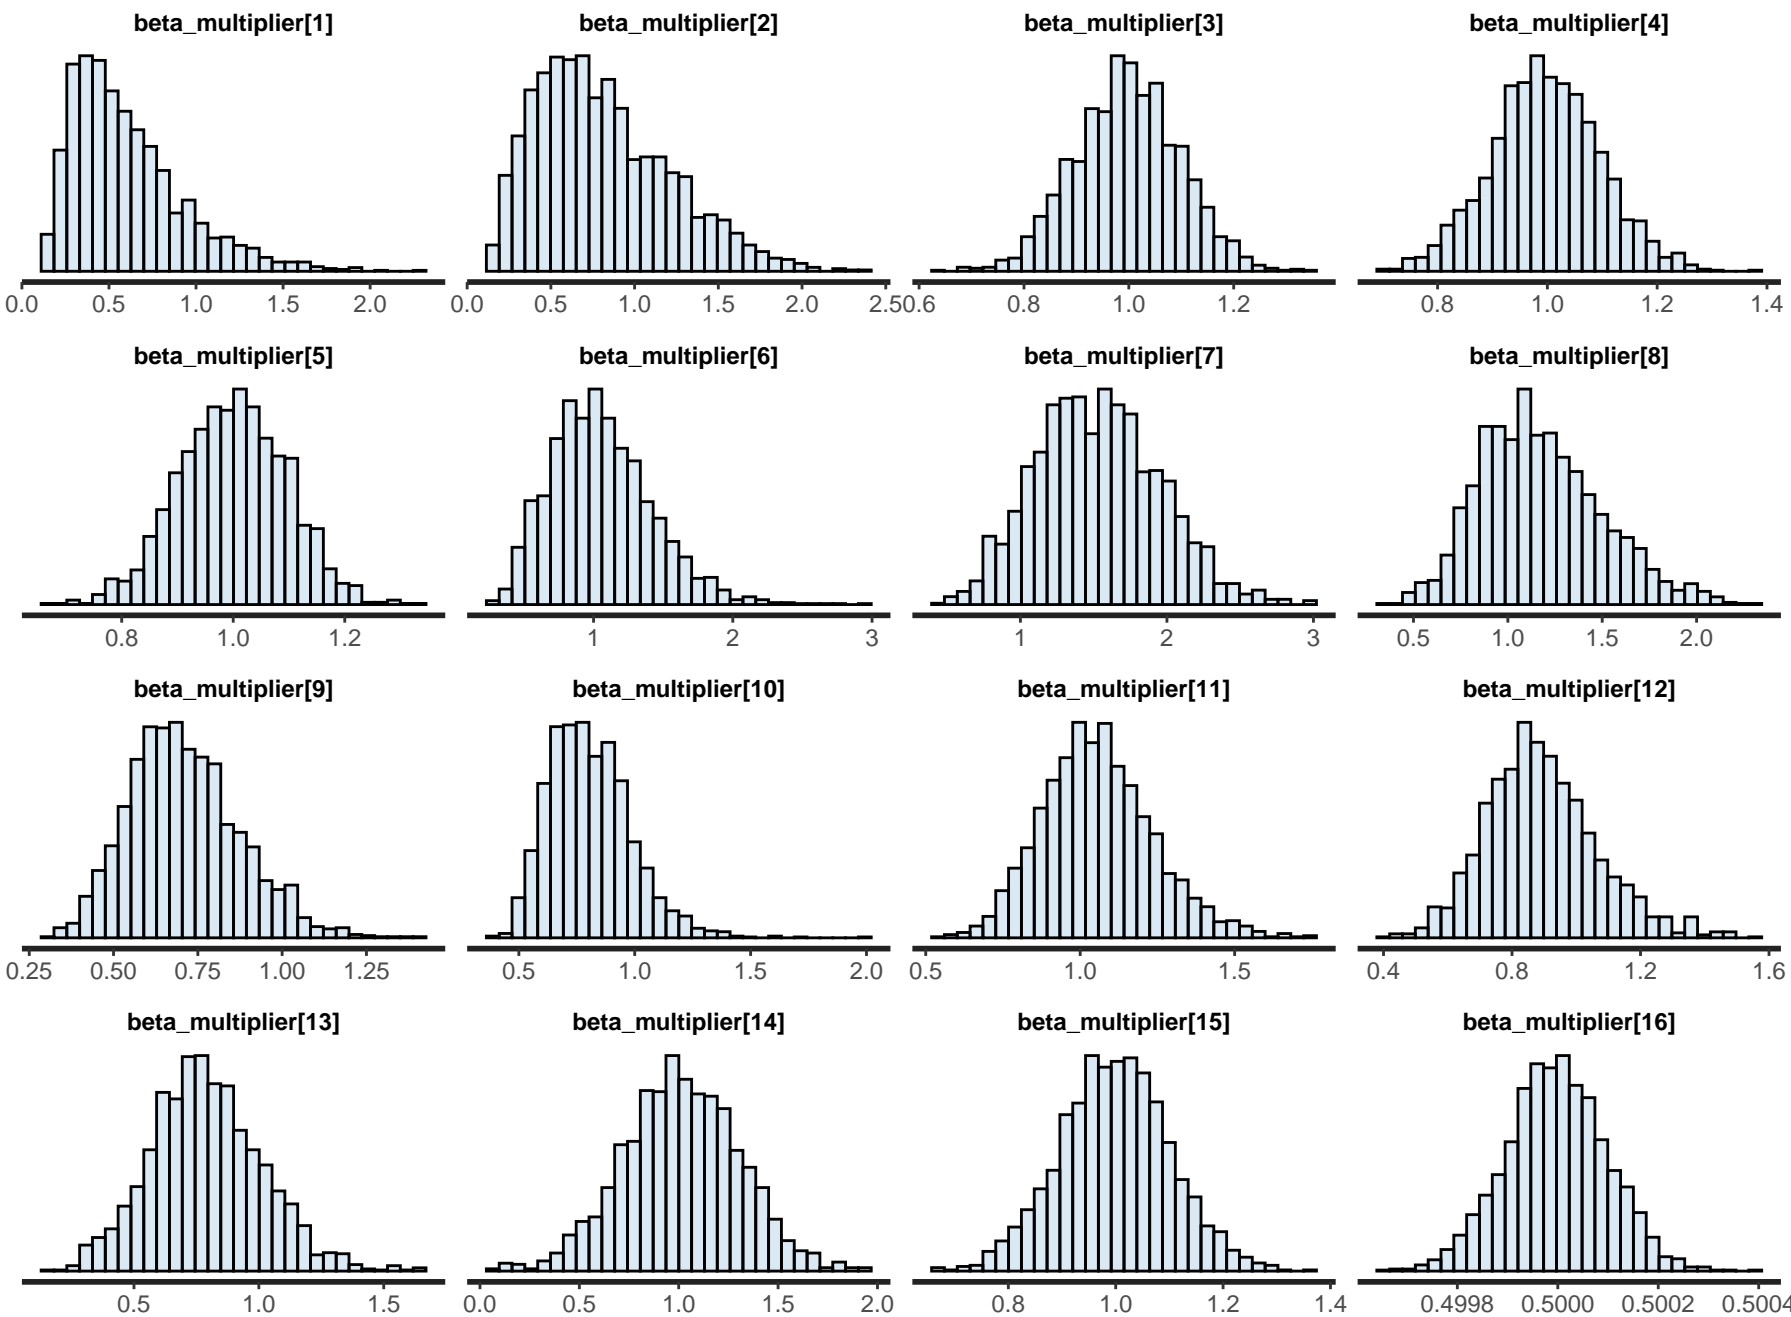 beta_multiplier[1] beta_multiplier[2] beta_multiplier[3] beta_multiplier[4]
0.0 0.5 1.0 1.5 2.0 0.0 0.5 1.0 1.5 2.0 2.5 0.6 0.8 1.0 1.2 0.8 1.0 1.2 1.4
beta_multiplier[5] beta_multiplier[6] beta_multiplier[7] beta_multiplier[8]
0.8 1.0 1.2 1 2 3 1 2 3 0.5 1.0 1.5 2.0
beta_multiplier[9] beta_multiplier[10] beta_multiplier[11] beta_multiplier[12]
0.25 0.50 0.75 1.00 1.25 0.5 1.0 1.5 2.0 0.5 1.0 1.5 0.4 0.8 1.2 1.6
beta_multiplier[13] beta_multiplier[14] beta_multiplier[15] beta_multiplier[16]
0.5 1.0 1.5 0.0 0.5 1.0 1.5 2.0 0.8 1.0 1.2 1.4 0.4998 0.5000 0.5002 0.5004